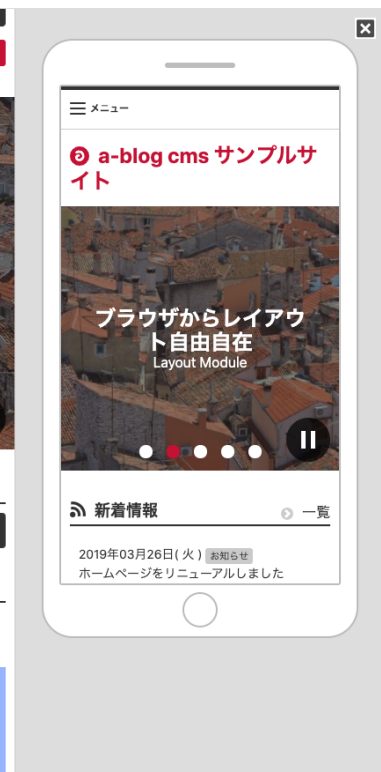 メニュー
a-blog cms サンプルサ
イト
ブラウザからレイアウ
ト自由自在
Layout Module
新着情報
一覧
2019年03月26日( 火 ) お知らせ
ホームページをリニューアルしました